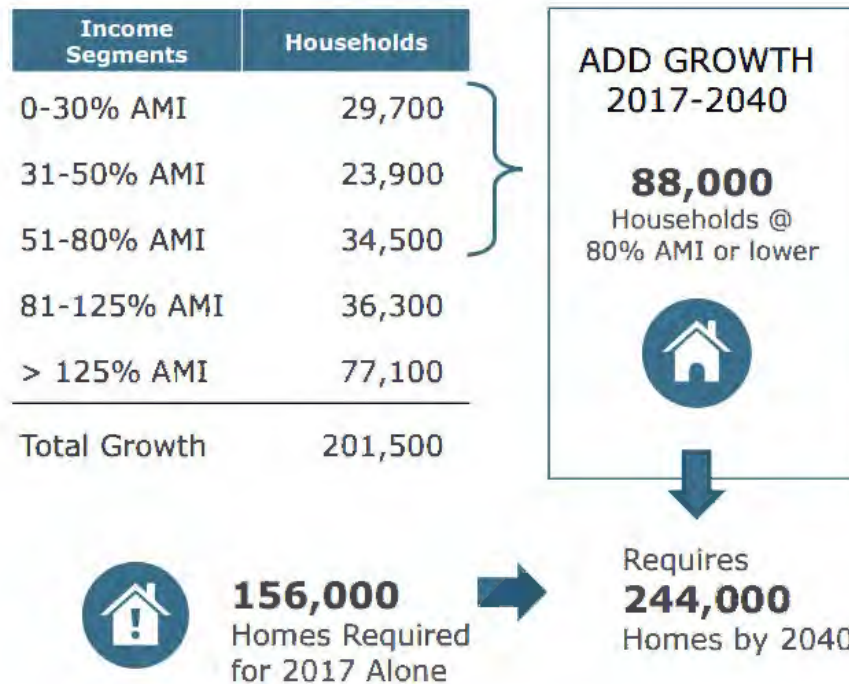 Income
Segments
Households
0-30% AMI 29,700
31-50% AMI 23,900
51-80% AMI 34,500
81-125% AMI 36,300
> 125% AMI 77,100
Total Growth 201,500
ADD GROWTH
2017-2040
88,000
Households @
80% AMI or lower
156,000
Homes Required
for 2017 Alone
Requires
244,000
Homes by 2040